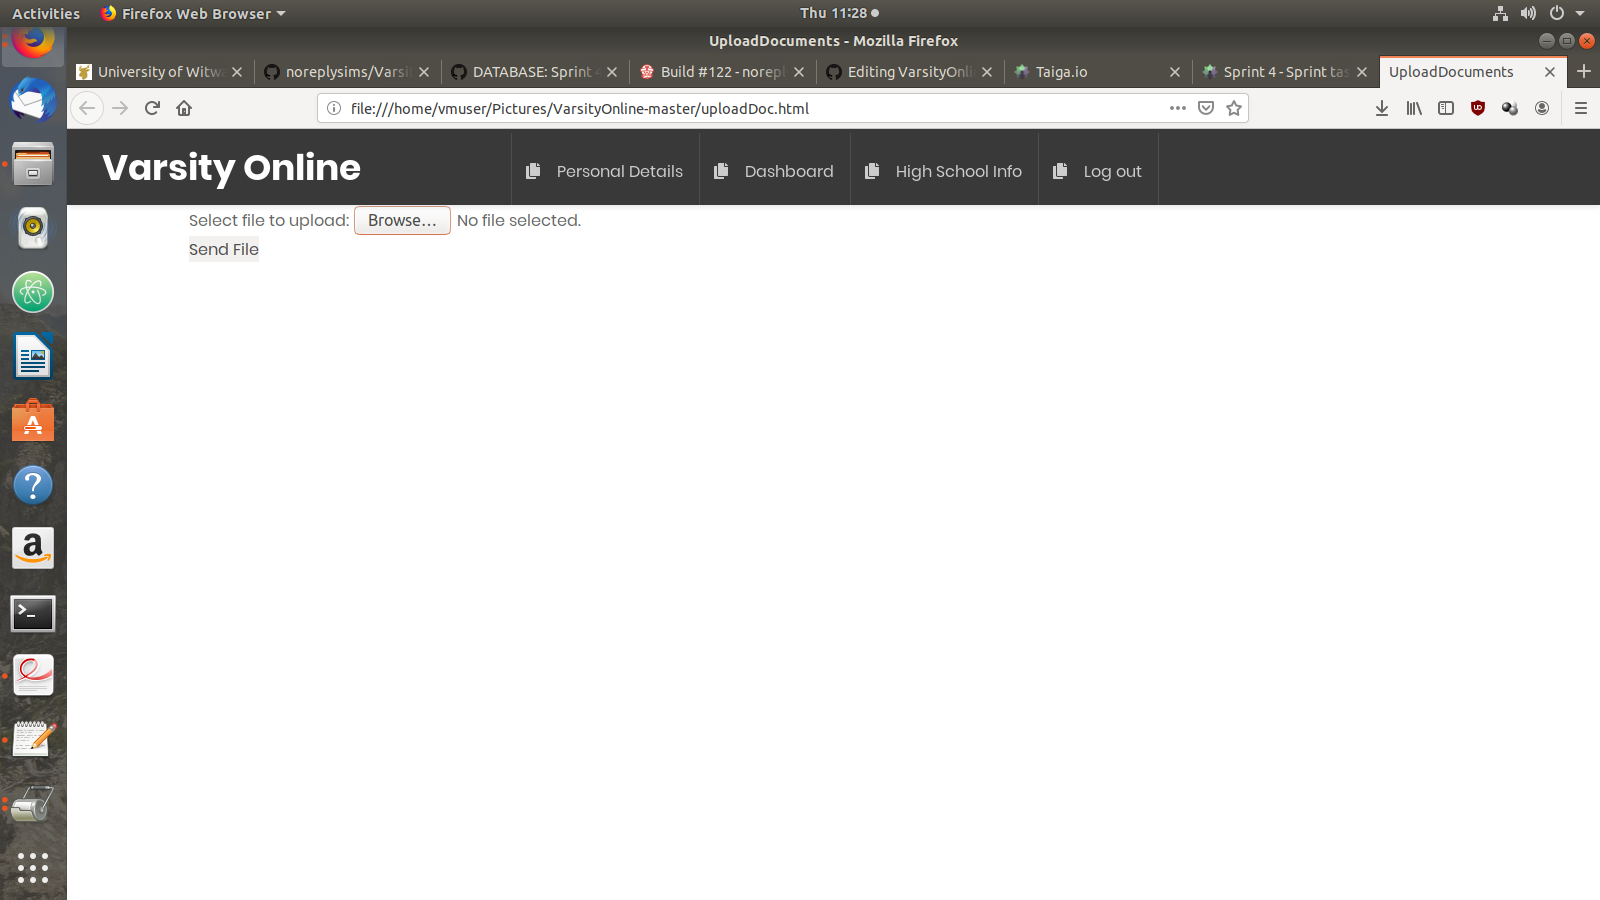 Activities Firefox Web Browser Thu 11:28
UploadDocuments - Mozilla Firefox
University of Witwa noreplysims/Varsi DATABASE: Sprint Build #122 - norepl Editing VarsityOnli Taiga.io Sprint 4 - Sprint tas UploadDocuments
file:///home/vmuser/Pictures/VarsityOnline-master/uploadDoc.html
Varsity Online Personal Details Dashboard High School Info Log out
Select file to upload: Browse... No file selected.
Send File